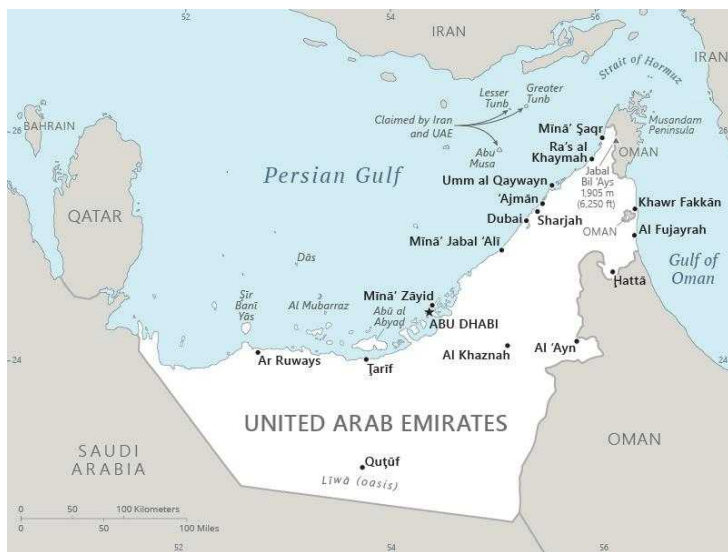 52
54
56
IRAN
IRAN
Strait of Hormuz
Lesser
Tunb
Greater
Tunb
Claimed by Iran
and UAE
Abu
Musa
BAHRAIN
26
26
Mīnā’ Şaqr
Musandam
Peninsula
Ra’s al
Khaymah
OMAN
Jabal
Bil ‘Ays
1,905 m
(6,250 ft)
Persian Gulf
Umm al Qaywayn
‘Ajmān
Khawr Fakkān
QATAR
Dubai
Sharjah
OMAN
Al Fujayrah
Mīnā’ Jabal ‘Alī
Gulf of
Oman
Dās
Ḩattā
Şīr
Banī
Yās
Al Mubarraz
Mīnā’ Zāyid
Abū al
Abyaḑ
ABU DHABI
24
24
Ar Ruways
Ţarīf
Al Khaznah
Al ‘Ayn
UNITED ARAB EMIRATES
SAUDI
ARABIA
OMAN
Quţūf
Līwā (oasis)
0 50 100 Kilometers
0 50 100 Miles
52
54
56